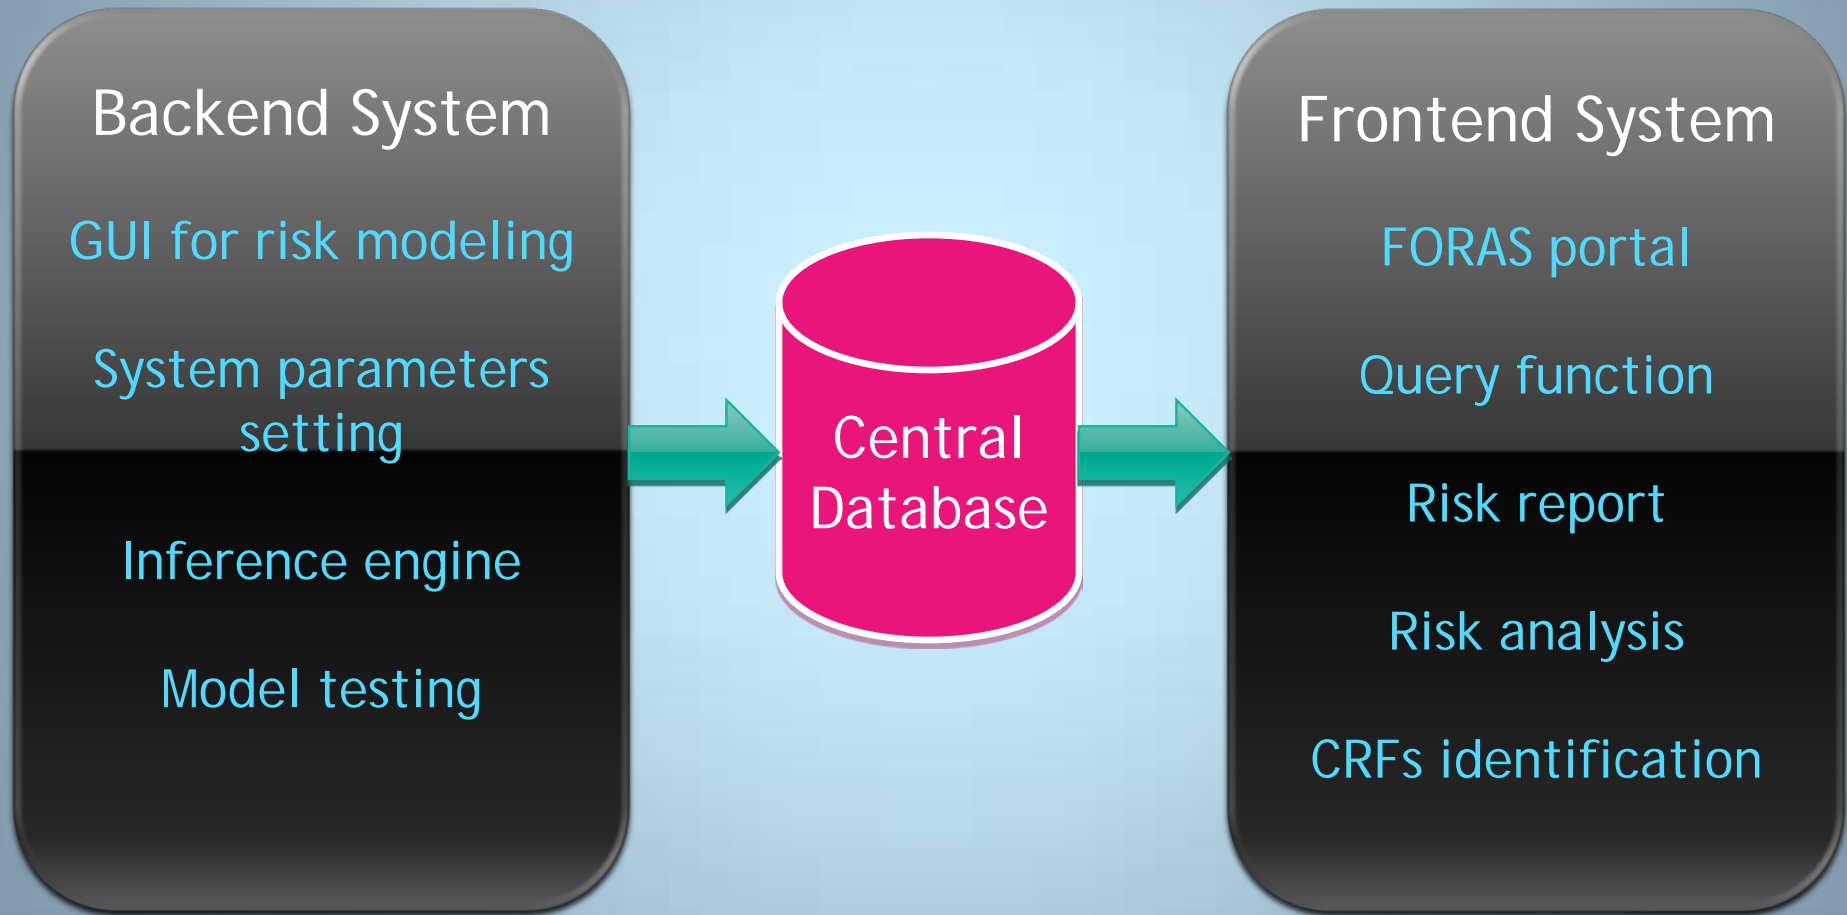 Backend System
GUI for risk modeling
System parameters
setting
Inference engine
Model testing
Central
Database
Frontend System
FORAS portal
Query function
Risk report
Risk analysis
CRFs identification